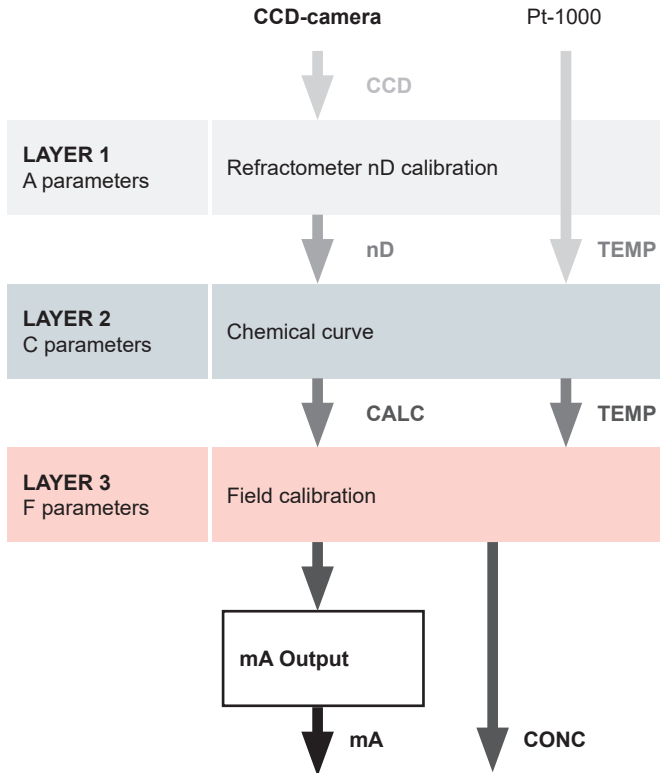 CCD-camera
Pt-1000
CCD
LAYER 1
A parameters
Refractometer nD calibration
nD
TEMP
LAYER 2
C parameters
Chemical curve
CALC
TEMP
LAYER 3
F parameters
Field calibration
mA Output
mA
CONC